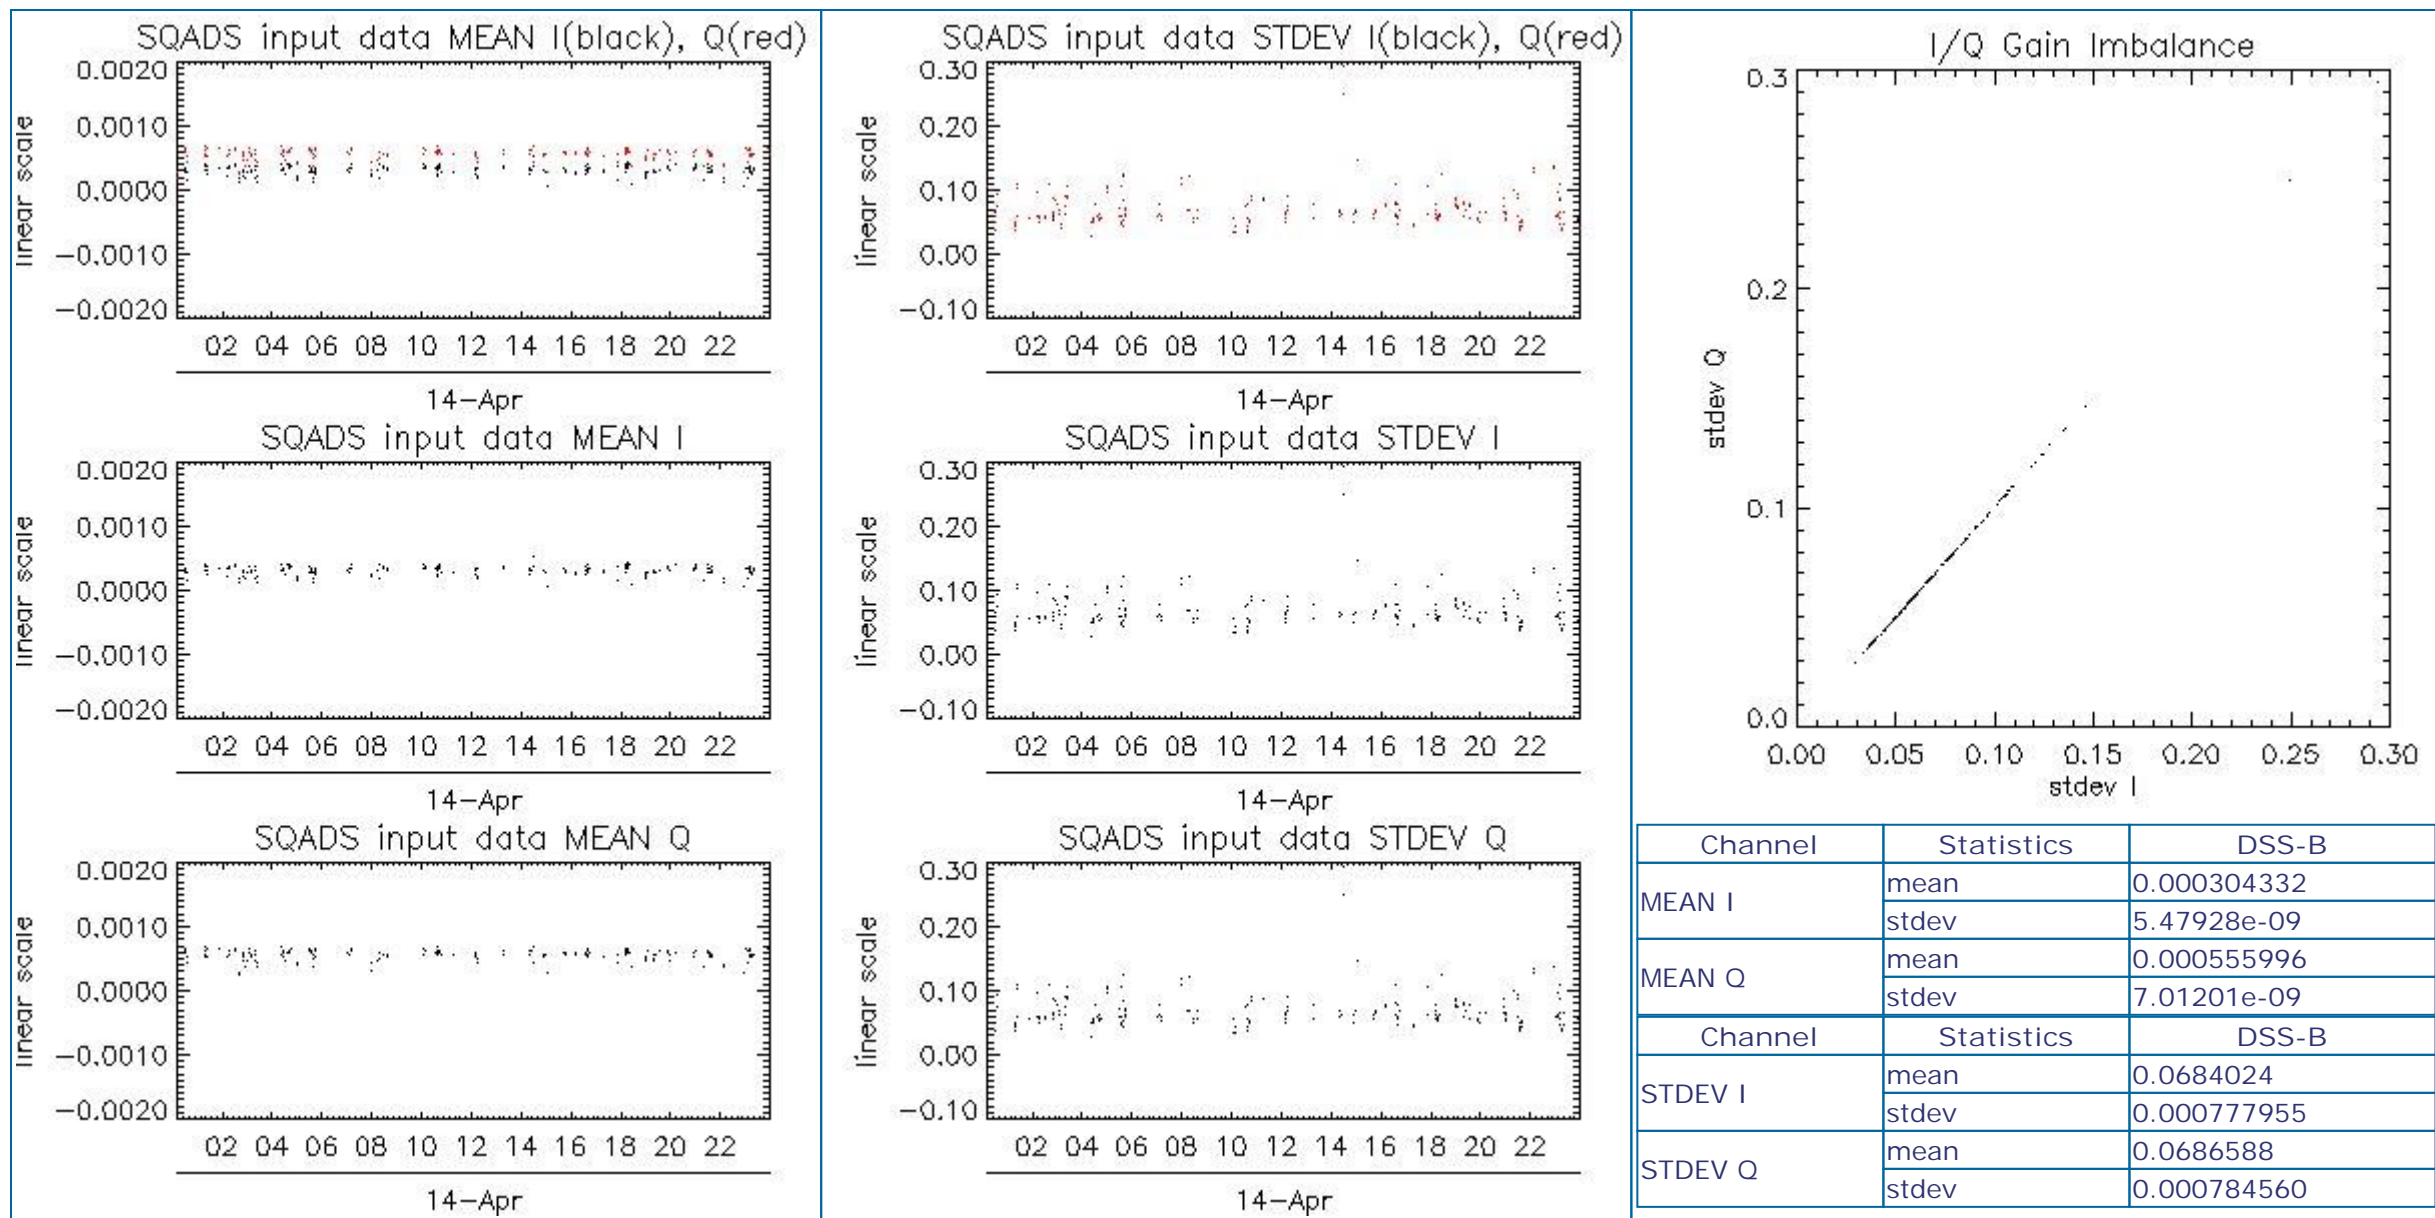 SQADS input data MEAN I(black), Q(red)
0.0020
0.0010
0.0000
-0.0010
-0.0020
linear scale
02 04 06 08 10 12 14 16 18 20 22
14-Apr
SQADS input data MEAN I
0.0020
0.0010
0.0000
-0.0010
-0.0020
linear scale
02 04 06 08 10 12 14 16 18 20 22
14-Apr
SQADS input data MEAN Q
0.0020
0.0010
0.0000
-0.0010
-0.0020
linear scale
02 04 06 08 10 12 14 16 18 20 22
14-Apr
SQADS input data STDEV I(black), Q(red)
0.30
0.20
0.10
0.00
-0.10
linear scale
02 04 06 08 10 12 14 16 18 20 22
14-Apr
SQADS input data STDEV I
0.30
0.20
0.10
0.00
-0.10
linear scale
02 04 06 08 10 12 14 16 18 20 22
14-Apr
SQADS input data STDEV Q
0.30
0.20
0.10
0.00
-0.10
linear scale
02 04 06 08 10 12 14 16 18 20 22
14-Apr
I/Q Gain Imbalance
0.3
0.2
0.1
0.0
stdev Q
0.00 0.05 0.10 0.15 0.20 0.25 0.30
stdev I
Channel Statistics DSS-B
MEAN I mean 0.000304332
stdev 5.47928e-09
MEAN Q mean 0.000555996
stdev 7.01201e-09
Channel Statistics DSS-B
STDEV I mean 0.0684024
stdev 0.000777955
STDEV Q mean 0.0686588
stdev 0.000784560